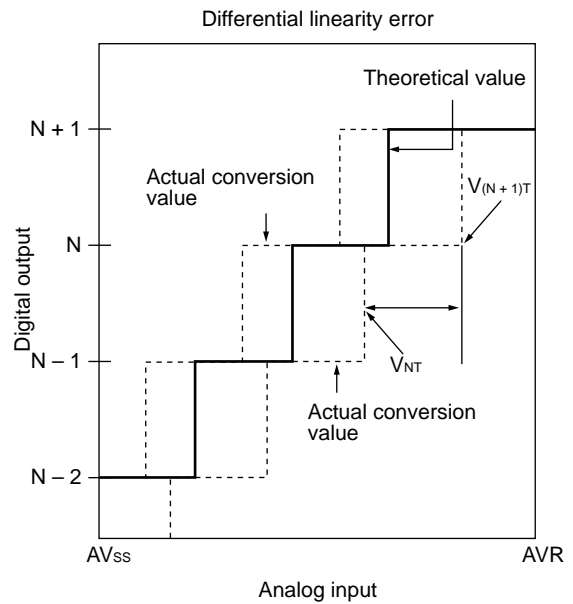 Differential linearity error
Theoretical value
N + 1
Actual conversion
value
V(N + 1)T
N
Digital output
N – 1
VNT
Actual conversion
value
N – 2
AVss
AVR
Analog input